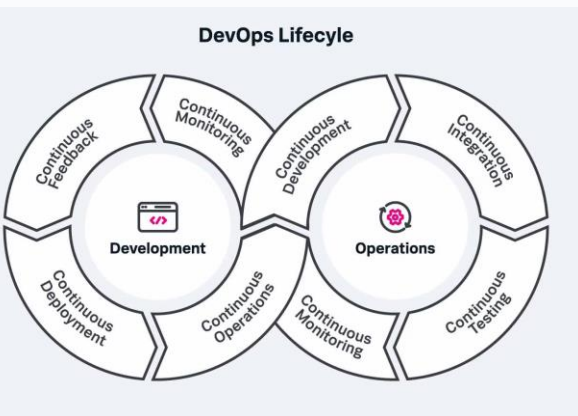 DevOps Lifecyle
Continuous
Feedback
Continuous
Monitoring
Continuous
Development
Continuous
Integration
Development
Operations
Continuous
Deployment
Continuous
Operations
Continuous
Monitoring
Continuous
Testing